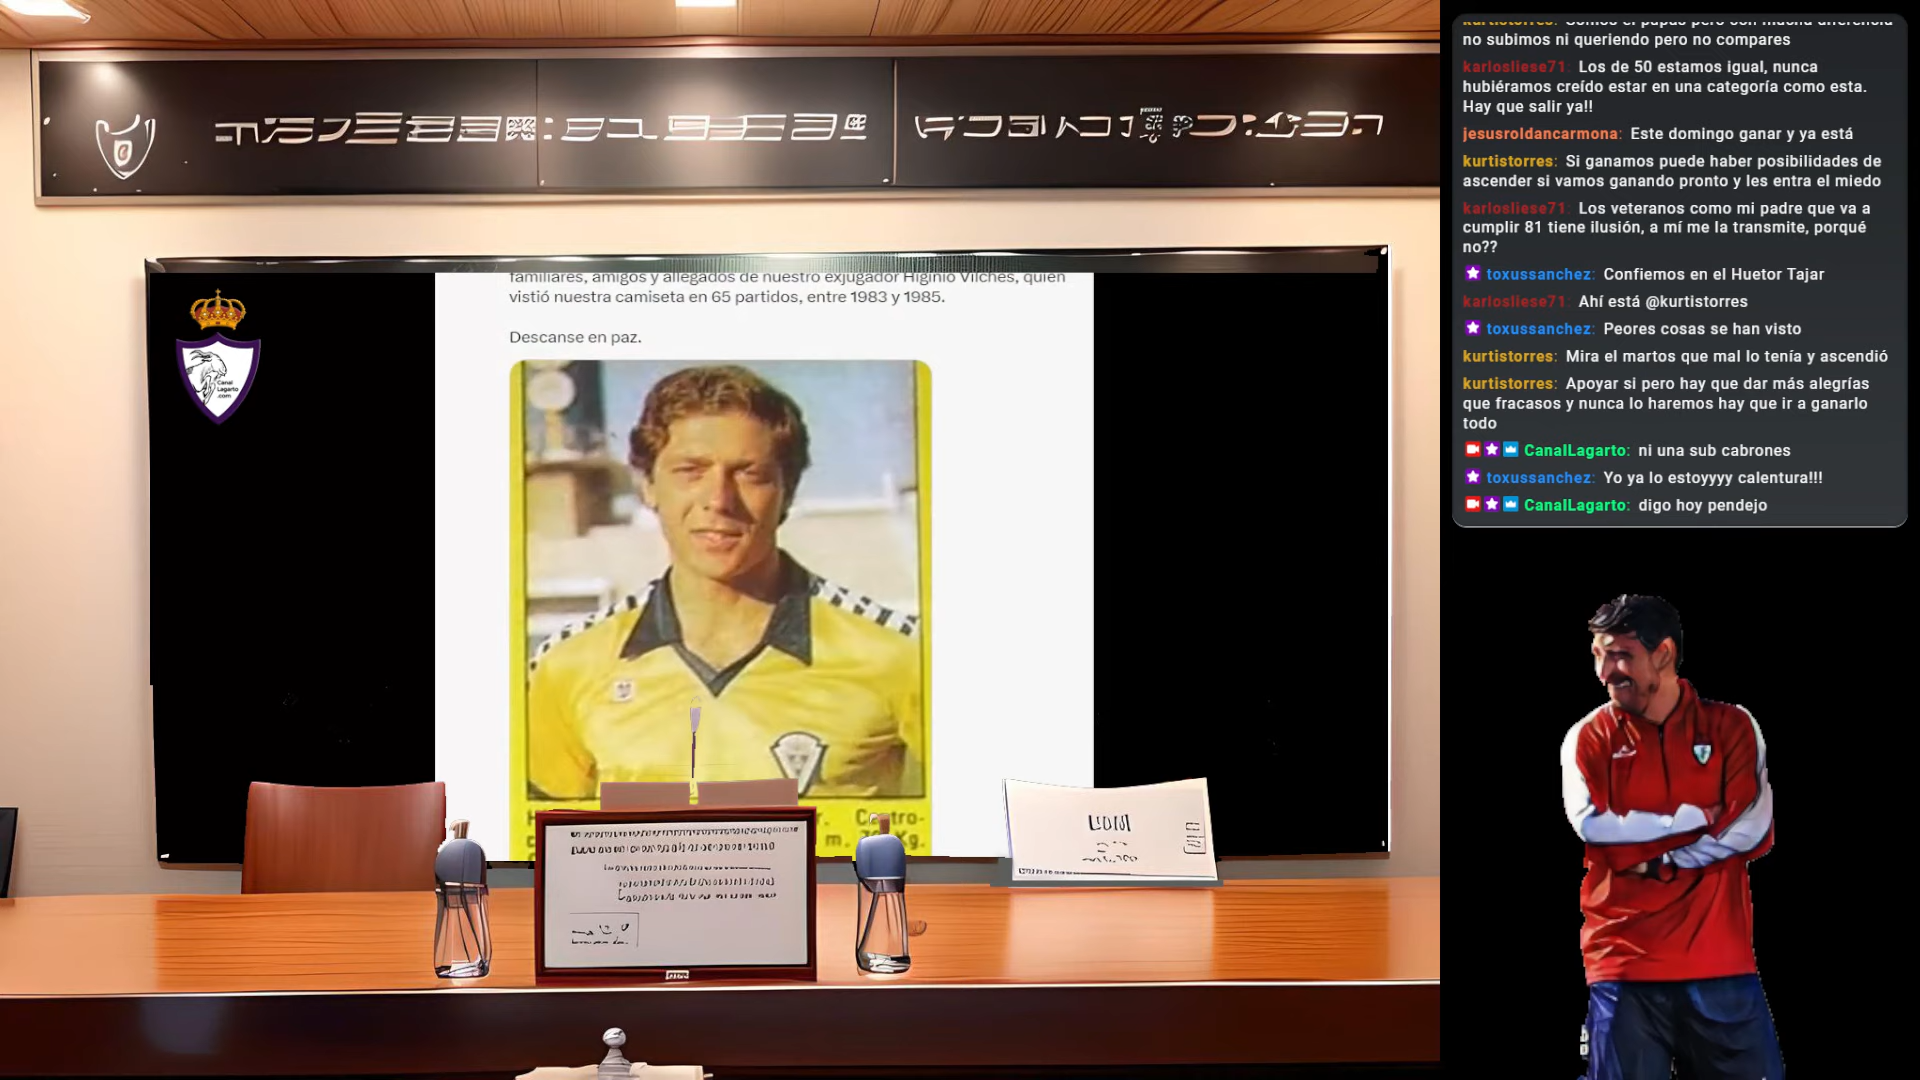 familiares, amigos y allegados de nuestro exjugador Higinio Vilches, quien
vistió nuestra camiseta en 65 partidos, entre 1983 y 1985.
Descanse en paz.
Canal
Lagarto
.com
no subimos ni queriendo pero no compares
karlosliese71: Los de 50 estamos igual, nunca
hubiéramos creído estar en una categoría como esta.
Hay que salir ya!!
jesusroldancarmona: Este domingo ganar y ya está
kurtistorres: Si ganamos puede haber posibilidades de
ascender si vamos ganando pronto y les entra el miedo
karlosliese71: Los veteranos como mi padre que va a
cumplir 81 tiene ilusión, a mí me la transmite, porqué
no??
toxussanchez: Confiemos en el Huetor Tajar
karlosliese71: Ahí está @kurtistorres
toxussanchez: Peores cosas se han visto
kurtistorres: Mira el martos que mal lo tenía y ascendió
kurtistorres: Apoyar si pero hay que dar más alegrías
que fracasos y nunca lo haremos hay que ir a ganarlo
todo
CanalLagarto: ni una sub cabrones
toxussanchez: Yo ya lo estoyyyy calentura!!!
CanalLagarto: digo hoy pendejo